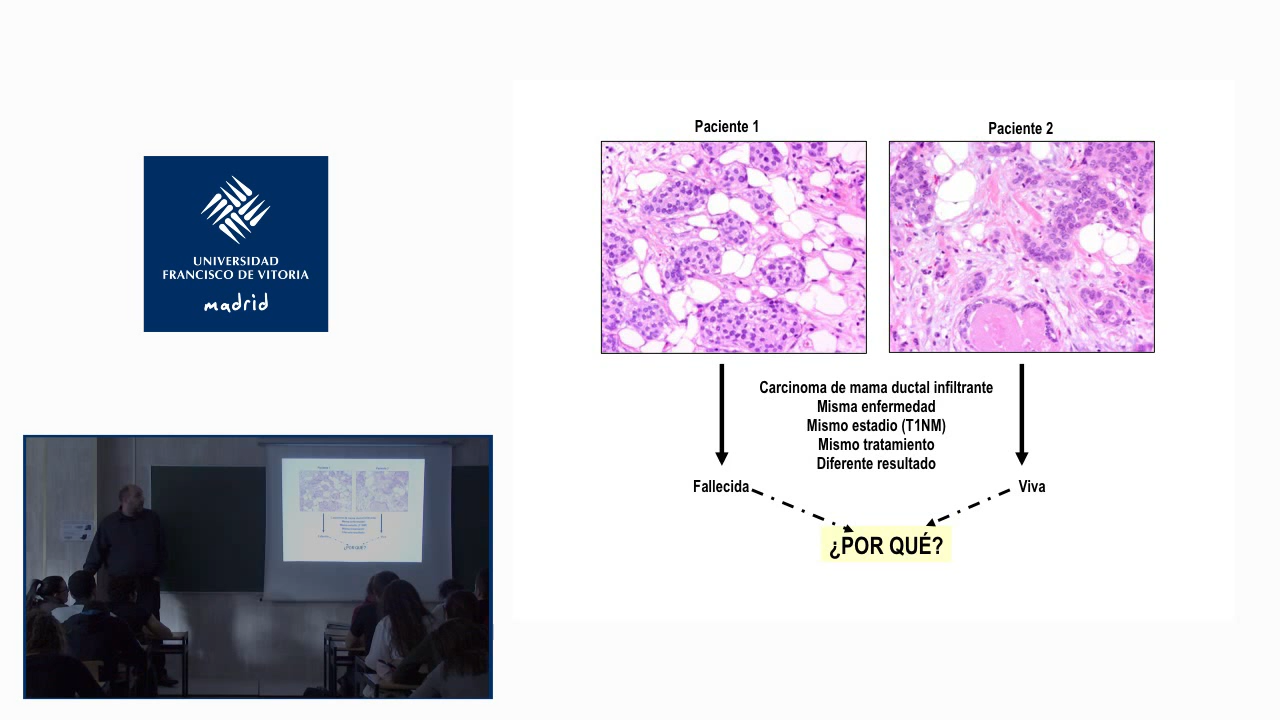 UNIVERSIDAD
FRANCISCO DE VITORIA
madrid
Paciente 1
Paciente 2
Carcinoma de mama ductal infiltrante
Misma enfermedad
Mismo estadio (T1NM)
Mismo tratamiento
Diferente resultado
Fallecida
Viva
¿POR QUÉ?